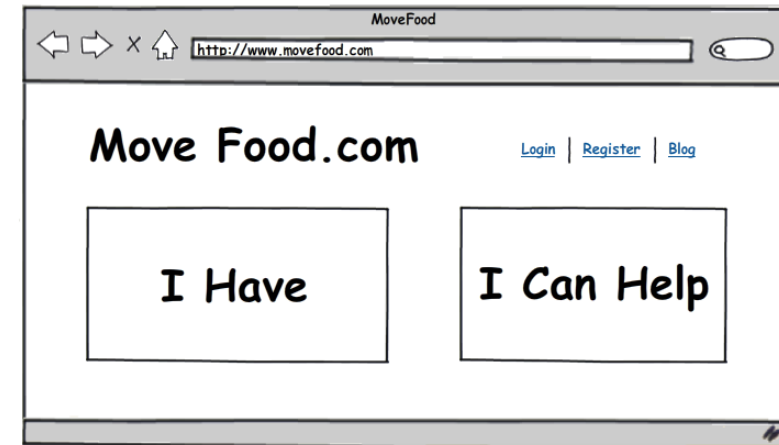 MoveFood
http://www.movefood.com
Move Food.com
Login | Register | Blog
I Have
I Can Help